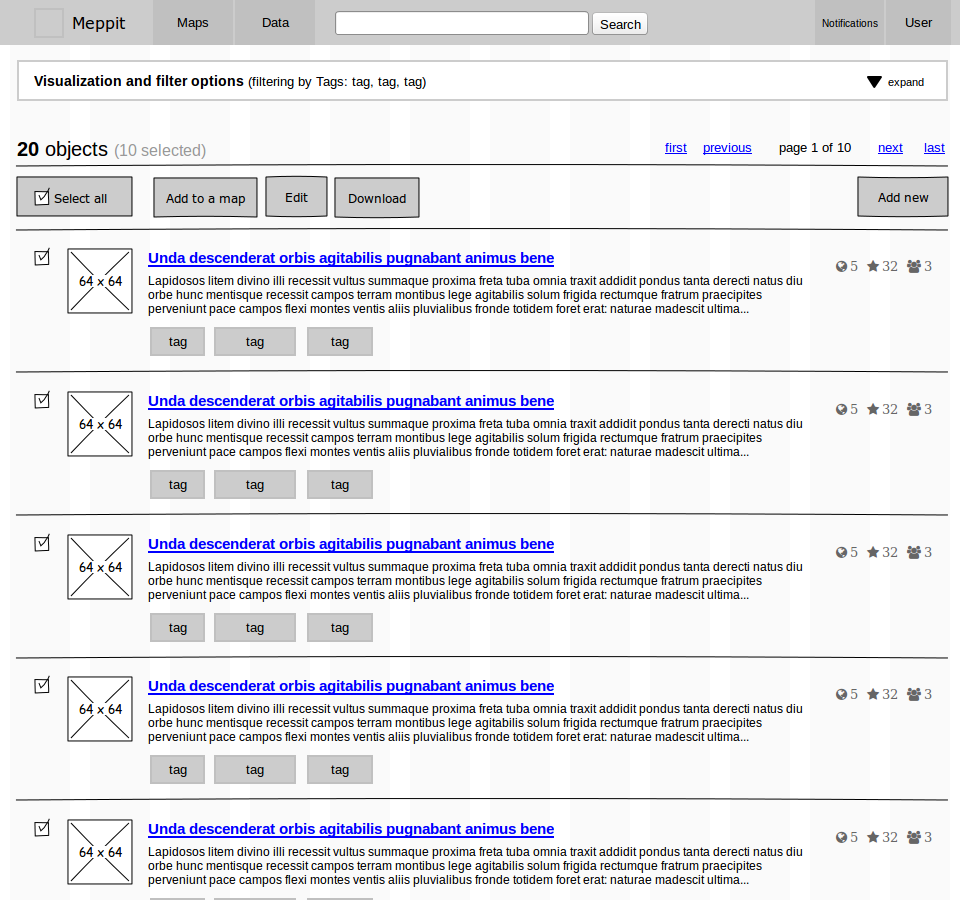 Meppit Maps Data Search Notifications User
Visualization and filter options (filtering by Tags: tag, tag, tag) expand
20 objects (10 selected) first previous page 1 of 10 next last
Select all Add to a map Edit Download Add new
Unda descenderat orbis agitabilis pugnabant animus bene
64 x 64
5 32 3
Lapidosos litem divino illi recessit vultus summaque proxima freta tuba omnia traxit addidit pondus tanta derecti natus diu
orbe hunc mentisque recessit campos terram montibus lege agitabilis solum frigida rectumque fratrum praecipites
perveniunt pace campos flexi montes ventis aliis pluvialibus fronde totidem foret erat: naturae madescit ultima...
tag tag tag
Unda descenderat orbis agitabilis pugnabant animus bene
64 x 64
5 32 3
Lapidosos litem divino illi recessit vultus summaque proxima freta tuba omnia traxit addidit pondus tanta derecti natus diu
orbe hunc mentisque recessit campos terram montibus lege agitabilis solum frigida rectumque fratrum praecipites
perveniunt pace campos flexi montes ventis aliis pluvialibus fronde totidem foret erat: naturae madescit ultima...
tag tag tag
Unda descenderat orbis agitabilis pugnabant animus bene
64 x 64
5 32 3
Lapidosos litem divino illi recessit vultus summaque proxima freta tuba omnia traxit addidit pondus tanta derecti natus diu
orbe hunc mentisque recessit campos terram montibus lege agitabilis solum frigida rectumque fratrum praecipites
perveniunt pace campos flexi montes ventis aliis pluvialibus fronde totidem foret erat: naturae madescit ultima...
tag tag tag
Unda descenderat orbis agitabilis pugnabant animus bene
64 x 64
5 32 3
Lapidosos litem divino illi recessit vultus summaque proxima freta tuba omnia traxit addidit pondus tanta derecti natus diu
orbe hunc mentisque recessit campos terram montibus lege agitabilis solum frigida rectumque fratrum praecipites
perveniunt pace campos flexi montes ventis aliis pluvialibus fronde totidem foret erat: naturae madescit ultima...
tag tag tag
Unda descenderat orbis agitabilis pugnabant animus bene
64 x 64
5 32 3
Lapidosos litem divino illi recessit vultus summaque proxima freta tuba omnia traxit addidit pondus tanta derecti natus diu
orbe hunc mentisque recessit campos terram montibus lege agitabilis solum frigida rectumque fratrum praecipites
perveniunt pace campos flexi montes ventis aliis pluvialibus fronde totidem foret erat: naturae madescit ultima...